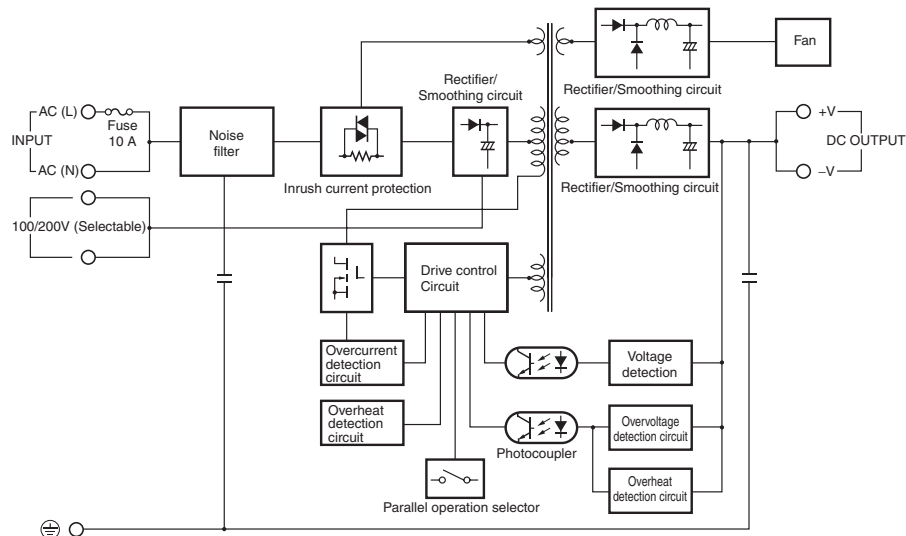 Fan
Rectifier/Smoothing circuit
AC (L)
Fuse
10 A
INPUT
AC (N)
Noise
filter
Inrush current protection
Rectifier/
Smoothing circuit
Rectifier/Smoothing circuit
+V
DC OUTPUT
–V
100/200V (Selectable)
Drive control
Circuit
Overcurrent
detection
circuit
Overheat
detection
circuit
Voltage
detection
Overvoltage
detection circuit
Photocoupler
Overheat
detection circuit
Parallel operation selector